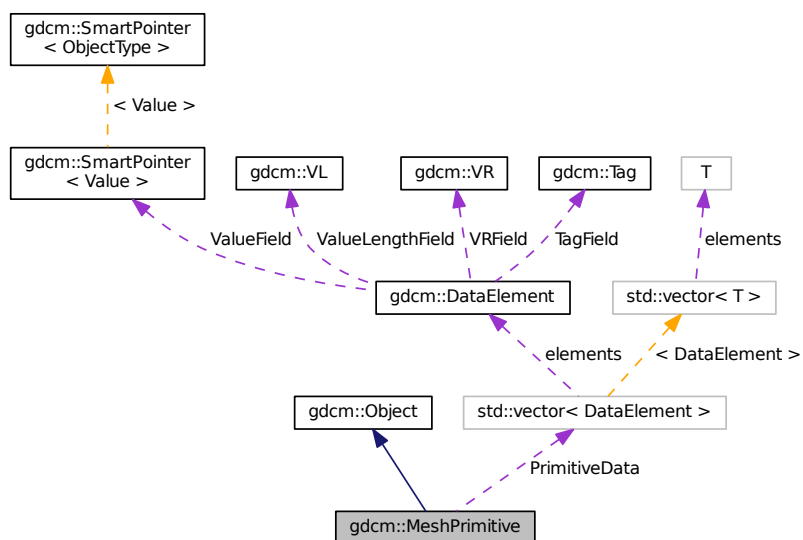 gdcm::SmartPointer
< ObjectType >
< Value >
gdcm::SmartPointer
< Value >
gdcm::VL
gdcm::VR
gdcm::Tag
T
ValueField
ValueLengthField
VRField
TagField
elements
gdcm::DataElement
std::vector< T >
elements
< DataElement >
gdcm::Object
std::vector< DataElement >
PrimitiveData
gdcm::MeshPrimitive